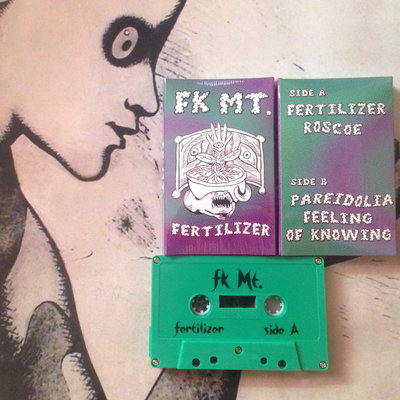 FK MT.
FERTILIZER
SIDE A
FERTILIZER
ROSCOE
SIDE B
PAREIDOLIA
FEELING
OF KNOWING
fk Mt.
fertilizer side A